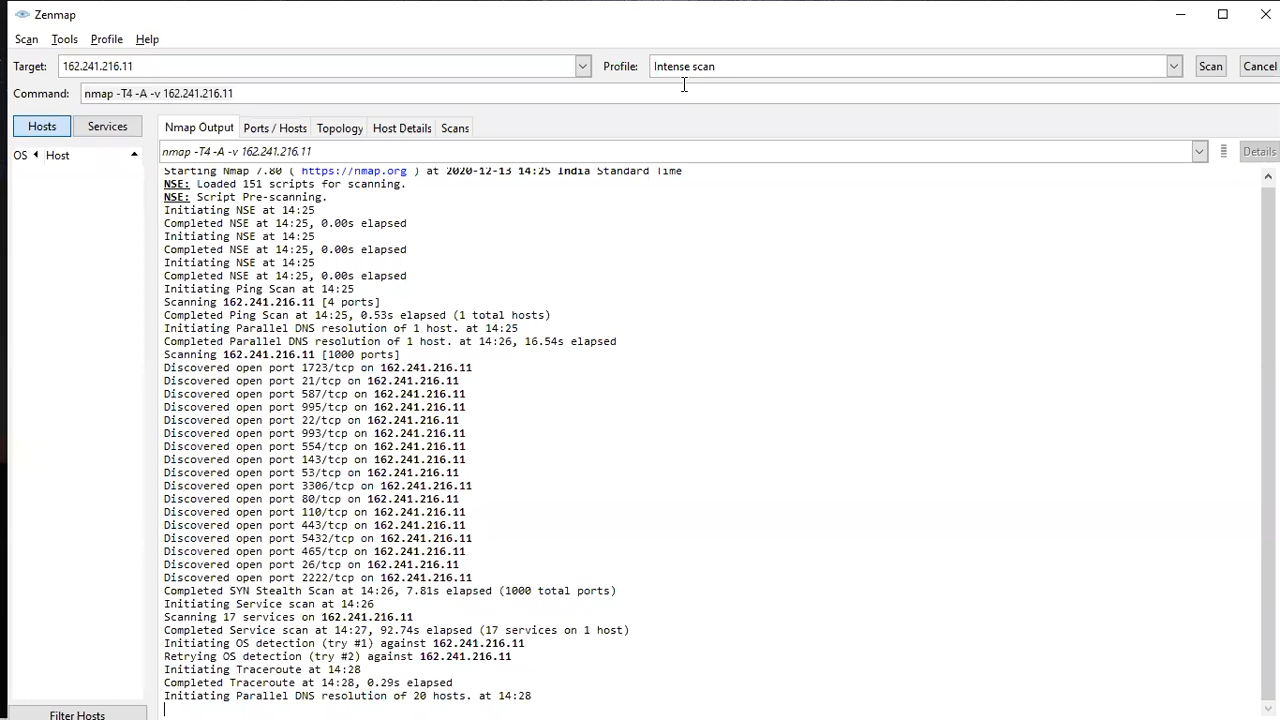 Zenmap
Scan Tools Profile Help
Target: 162.241.216.11 Profile: Intense scan Scan Cancel
Command: nmap -T4 -A -v 162.241.216.11
Hosts Services Nmap Output Ports / Hosts Topology Host Details Scans
OS Host nmap -T4 -A -v 162.241.216.11 Details
Starting Nmap 7.80 ( https://nmap.org ) at 2020-12-13 14:25 India Standard Time
NSE: Loaded 151 scripts for scanning.
NSE: Script Pre-scanning.
Initiating NSE at 14:25
Completed NSE at 14:25, 0.00s elapsed
Initiating NSE at 14:25
Completed NSE at 14:25, 0.00s elapsed
Initiating NSE at 14:25
Completed NSE at 14:25, 0.00s elapsed
Initiating Ping Scan at 14:25
Scanning 162.241.216.11 [4 ports]
Completed Ping Scan at 14:25, 0.53s elapsed (1 total hosts)
Initiating Parallel DNS resolution of 1 host. at 14:25
Completed Parallel DNS resolution of 1 host. at 14:26, 16.54s elapsed
Scanning 162.241.216.11 [1000 ports]
Discovered open port 1723/tcp on 162.241.216.11
Discovered open port 21/tcp on 162.241.216.11
Discovered open port 587/tcp on 162.241.216.11
Discovered open port 995/tcp on 162.241.216.11
Discovered open port 22/tcp on 162.241.216.11
Discovered open port 993/tcp on 162.241.216.11
Discovered open port 554/tcp on 162.241.216.11
Discovered open port 143/tcp on 162.241.216.11
Discovered open port 53/tcp on 162.241.216.11
Discovered open port 3306/tcp on 162.241.216.11
Discovered open port 80/tcp on 162.241.216.11
Discovered open port 110/tcp on 162.241.216.11
Discovered open port 443/tcp on 162.241.216.11
Discovered open port 5432/tcp on 162.241.216.11
Discovered open port 465/tcp on 162.241.216.11
Discovered open port 26/tcp on 162.241.216.11
Discovered open port 2222/tcp on 162.241.216.11
Completed SYN Stealth Scan at 14:26, 7.81s elapsed (1000 total ports)
Initiating Service scan at 14:26
Scanning 17 services on 162.241.216.11
Completed Service scan at 14:27, 92.74s elapsed (17 services on 1 host)
Initiating OS detection (try #1) against 162.241.216.11
Retrying OS detection (try #2) against 162.241.216.11
Initiating Traceroute at 14:28
Completed Traceroute at 14:28, 0.29s elapsed
Initiating Parallel DNS resolution of 20 hosts. at 14:28
Filter Hosts